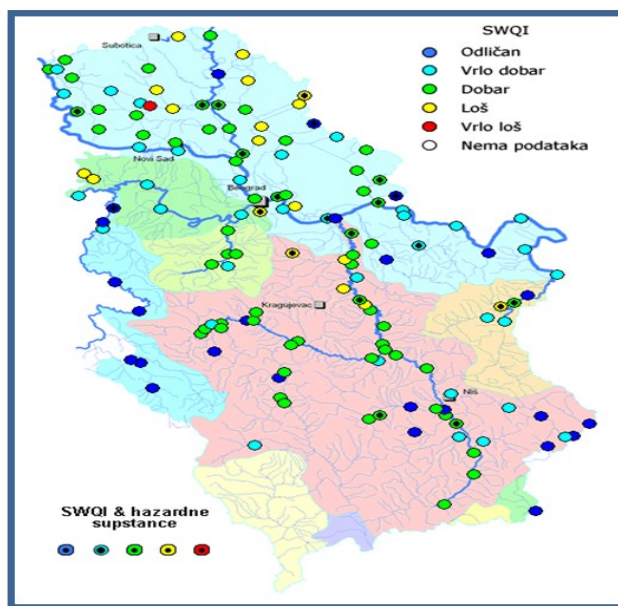 SWQI
Odličan
Vrlo dobar
Dobar
Loš
Vrlo loš
Nema podataka
Subotica
Novi Sad
Beograd
Kragujevac
Niš
SWQI & hazardne
supstance